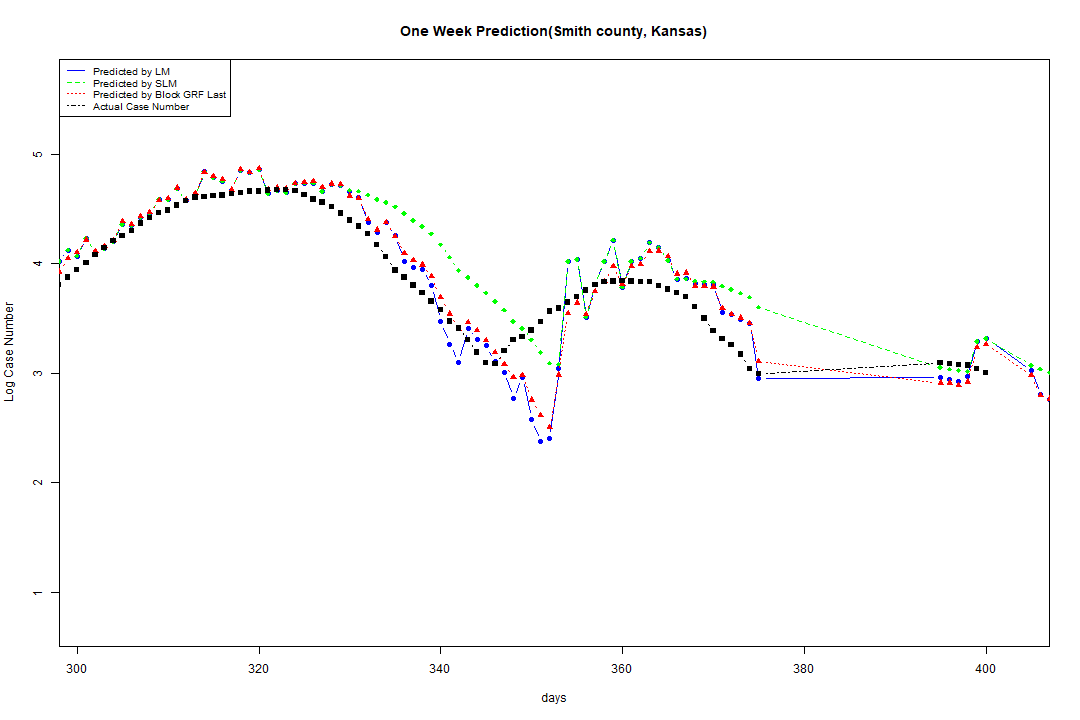 One Week Prediction(Smith county, Kansas)
Predicted by LM
Predicted by SLM
Predicted by Block GRF Last
Actual Case Number
5
4
3
2
1
Log Case Number
300 320 340 360 380 400
days